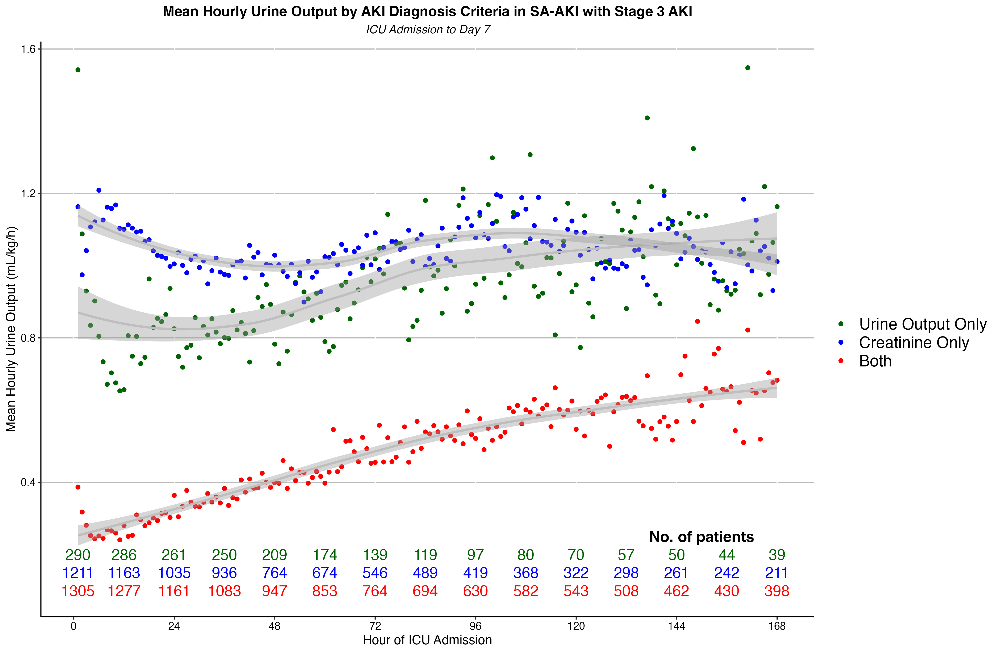 Mean Hourly Urine Output by AKI Diagnosis Criteria in SA-AKI with Stage 3 AKI
ICU Admission to Day 7
Mean Hourly Urine Output (mL/kg/h)
1.6
1.2
0.8
0.4
Urine Output Only
Creatinine Only
Both
No. of patients
290 286 261 250 209 174 139 119 97 80 70 57 50 44 39
1211 1163 1035 936 764 674 546 489 419 368 322 298 261 242 211
1305 1277 1161 1083 947 853 764 694 630 582 543 508 462 430 398
0 24 48 72 96 120 144 168
Hour of ICU Admission